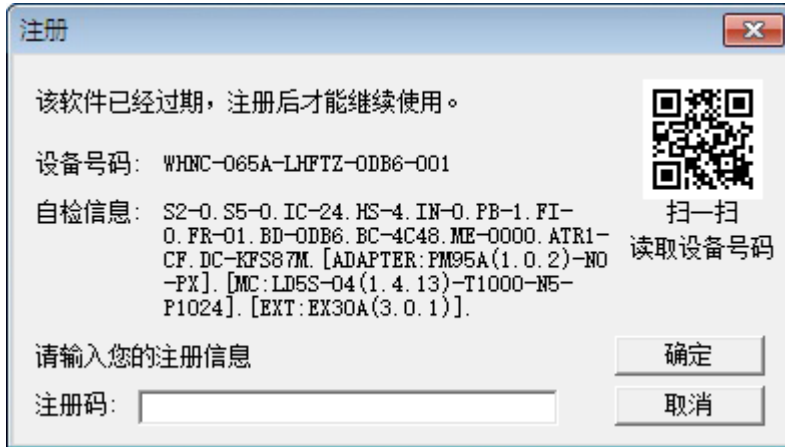 注册
该软件已经过期，注册后才能继续使用。
设备号码： WHNC-065A-LHFTZ-0DB6-001
自检信息： S2-0.S5-0.IC-24.HS-4.IN-0.PB-1.FI-
0.FR-01.BD-0DB6.BC-4C48.ME-0000.ATR1-
CF.DC-KFS87M.[ADAPTER:PM95A(1.0.2)-NO
-PX].[MC:LD5S-04(1.4.13)-T1000-N5-
P1024].[EXT:EX30A(3.0.1)].
扫一扫
读取设备号码
请输入您的注册信息
确定
注册码：
取消